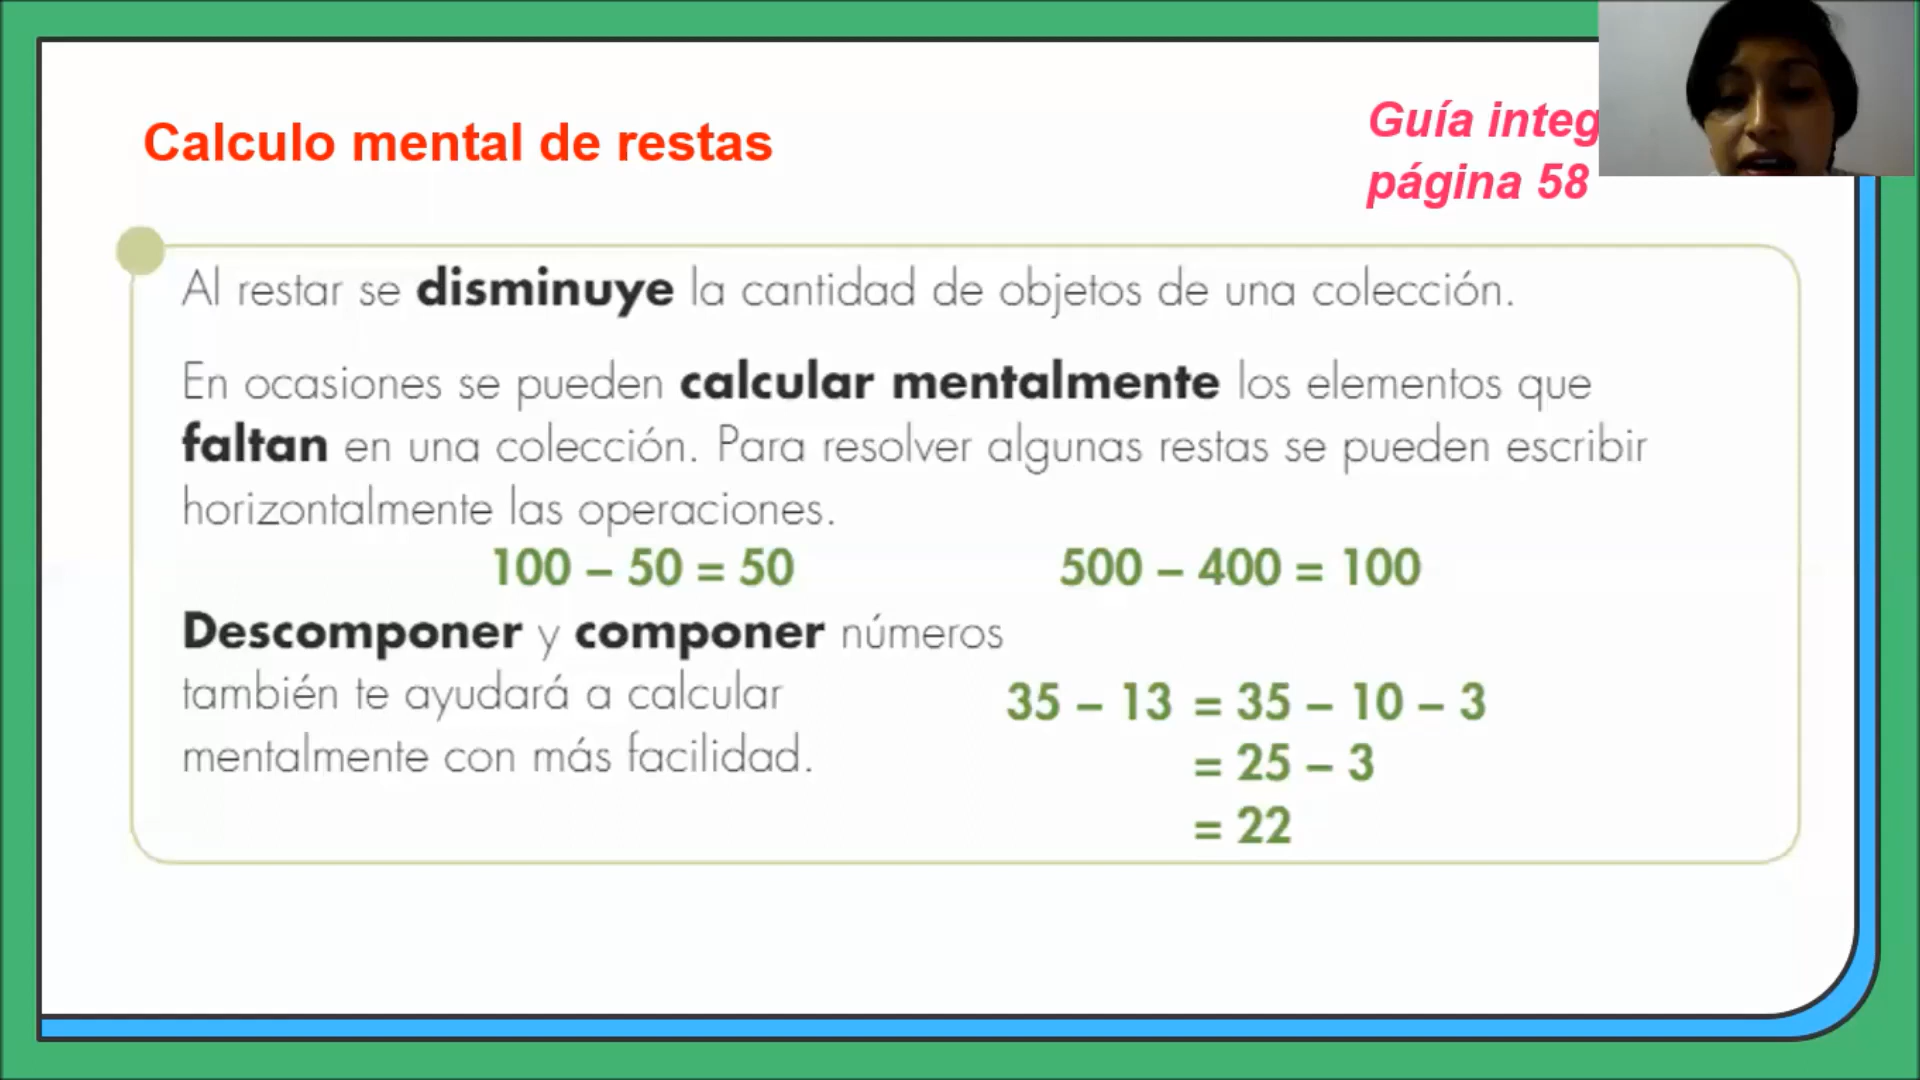 Calculo mental de restas
Guía
página 58
Al restar se disminuye la cantidad de objetos de una colección.
En ocasiones se pueden calcular mentalmente los elementos que
faltan en una colección. Para resolver algunas restas se pueden escribir
horizontalmente las operaciones.
100 – 50 = 50
500 – 400 = 100
Descomponer y componer números
también te ayudará a calcular
mentalmente con más facilidad.
35 – 13 = 35 – 10 – 3
= 25 – 3
= 22